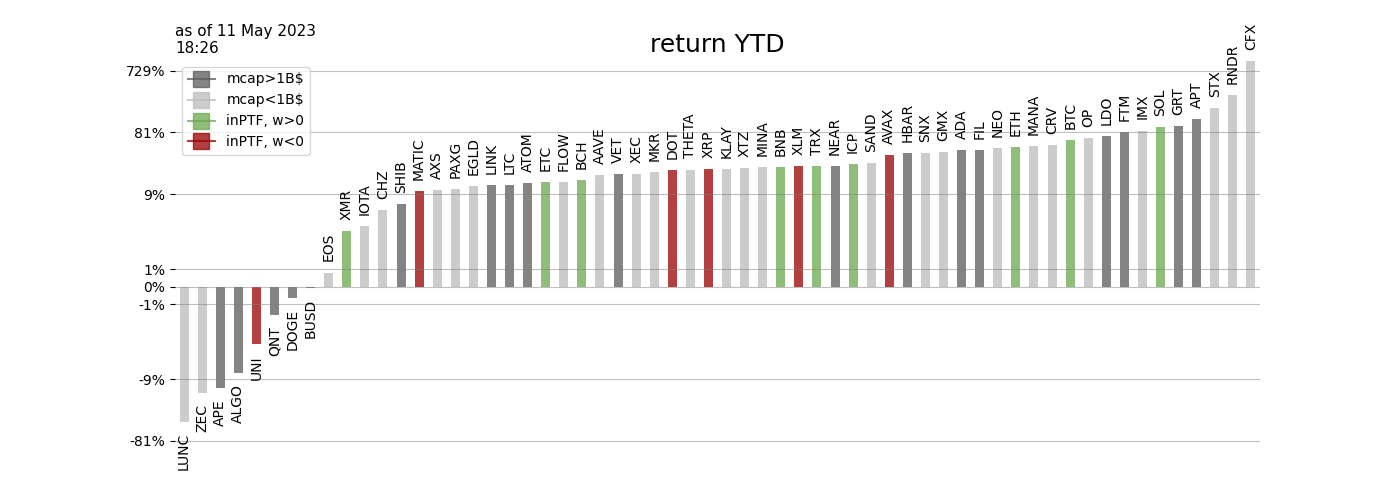 as of 11 May 2023
18:26
return YTD
729%
81%
9%
1%
0%
-1%
-9%
-81%
mcap>1B$
mcap<1B$
inPTF, w>0
inPTF, w<0
LUNC
ZEC
APE
ALGO
UNI
QNT
DOGE
BUSD
EOS
XMR
IOTA
CHZ
SHIB
MATIC
AXS
PAXG
EGLD
LINK
LTC
ATOM
ETC
FLOW
BCH
AAVE
VET
XEC
MKR
DOT
THETA
XRP
KLAY
XTZ
MINA
BNB
XLM
TRX
NEAR
ICP
SAND
AVAX
HBAR
SNX
GMX
ADA
FIL
NEO
ETH
MANA
CRV
BTC
OP
LDO
FTM
IMX
SOL
GRT
APT
STX
RNDR
CFX